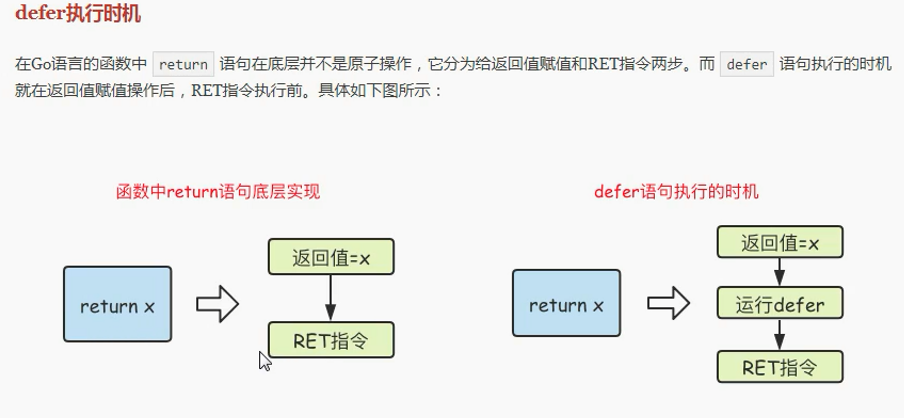 defer执行时机
在Go语言的函数中 return 语句在底层并不是原子操作，它分为给返回值赋值和RET指令两步。而 defer 语句执行的时机
就在返回值赋值操作后，RET指令执行前。具体如下图所示：
函数中return语句底层实现
defer语句执行的时机
return x
返回值=x
RET指令
return x
返回值=x
运行defer
RET指令